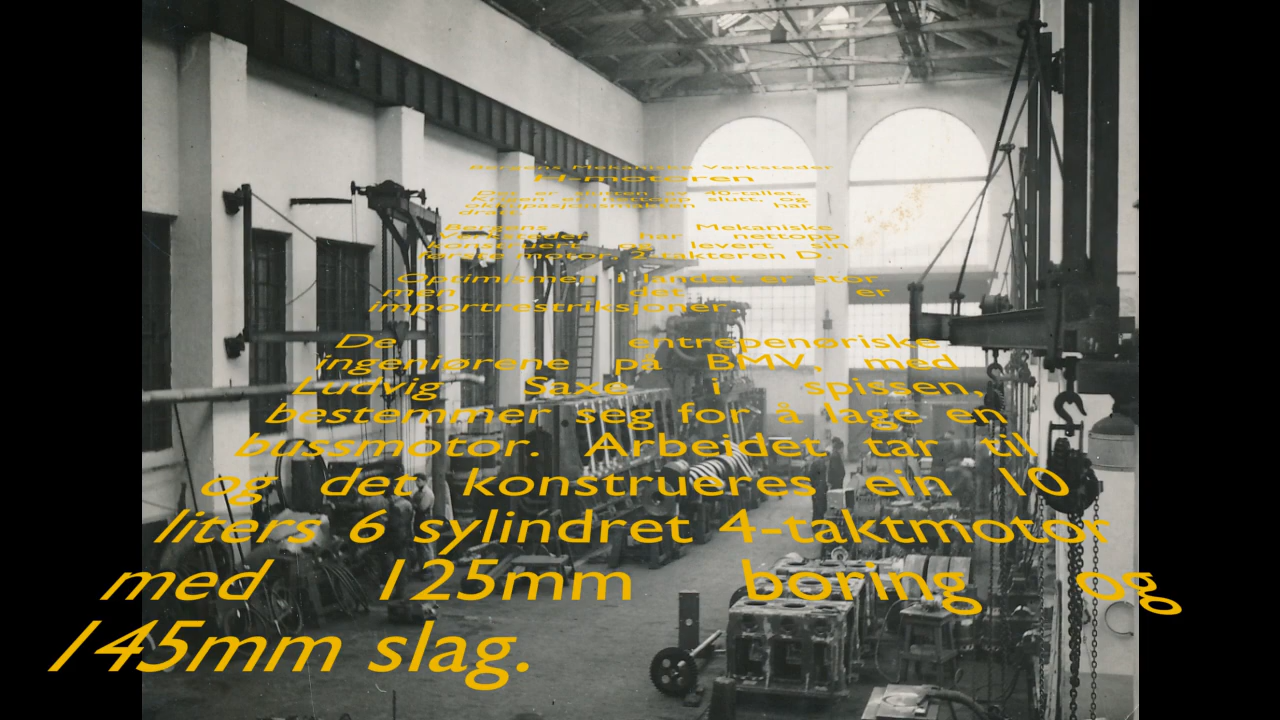 Bergens Mekaniske Verksteder
H-motoren
Det er slutten av 40-tallet.
Krigen er nettopp slutt, og
okkupasjonsmakten har
dratt.
Bergens Mekaniske
Verksteder har nettopp
konstruert og levert sin
første motor, 2-takteren D.
Optimismen i landet er stor
men det er
importrestriksjoner.
De entrepenøriske
ingeniørene på BMV, med
Ludvig Saxe i spissen,
bestemmer seg for å lage en
bussmotor. Arbeidet tar til
og det konstrueres ein 10
liters 6 sylindret 4-taktmotor
med 125mm boring og
145mm slag.